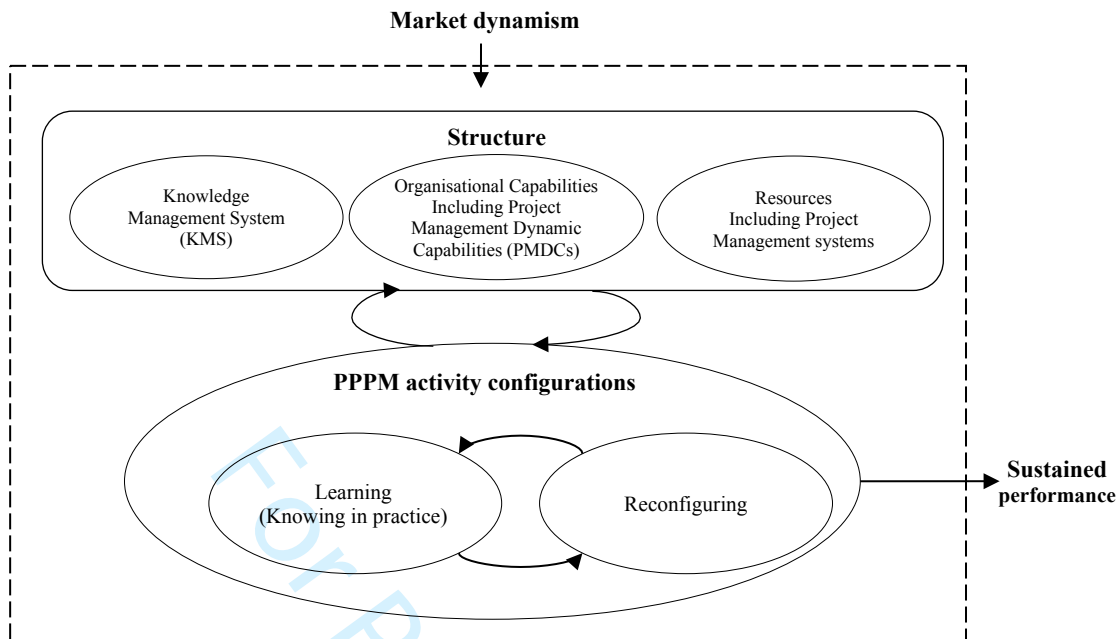 Market dynamism
Structure
Knowledge
Management System
(KMS)
Organisational Capabilities
Including Project
Management Dynamic
Capabilities (PMDCs)
Resources
Including Project
Management systems
PPPM activity configurations
Learning
(Knowing in practice)
Reconfiguring
Sustained
performance
For